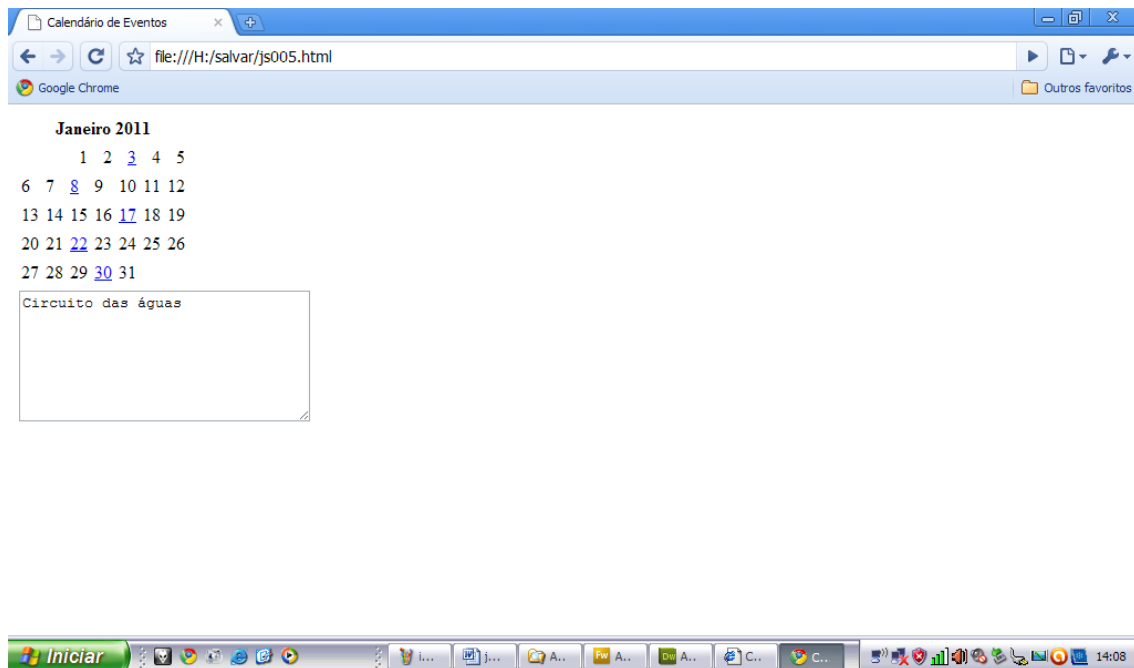 Calendário de Eventos
file:///H:/salvar/js005.html
Google Chrome
Outros favoritos
Janeiro 2011
1 2 3 4 5
6 7 8 9 10 11 12
13 14 15 16 17 18 19
20 21 22 23 24 25 26
27 28 29 30 31
Circuito das águas
Iniciar
i...
j...
A..
Fw A..
Dw A..
C..
C..
14:08